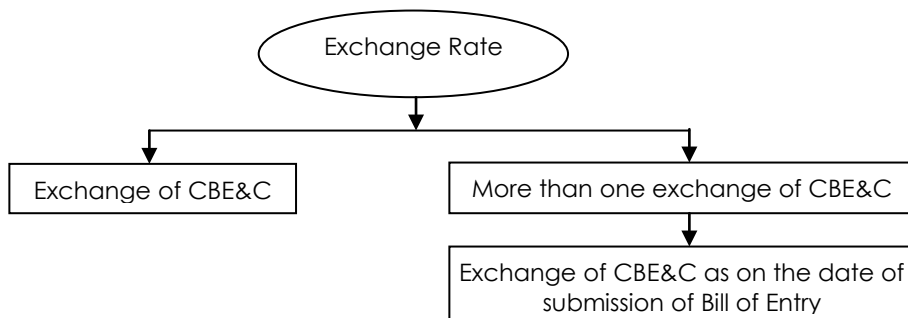 Exchange Rate
Exchange of CBE&C
More than one exchange of CBE&C
Exchange of CBE&C as on the date of
submission of Bill of Entry